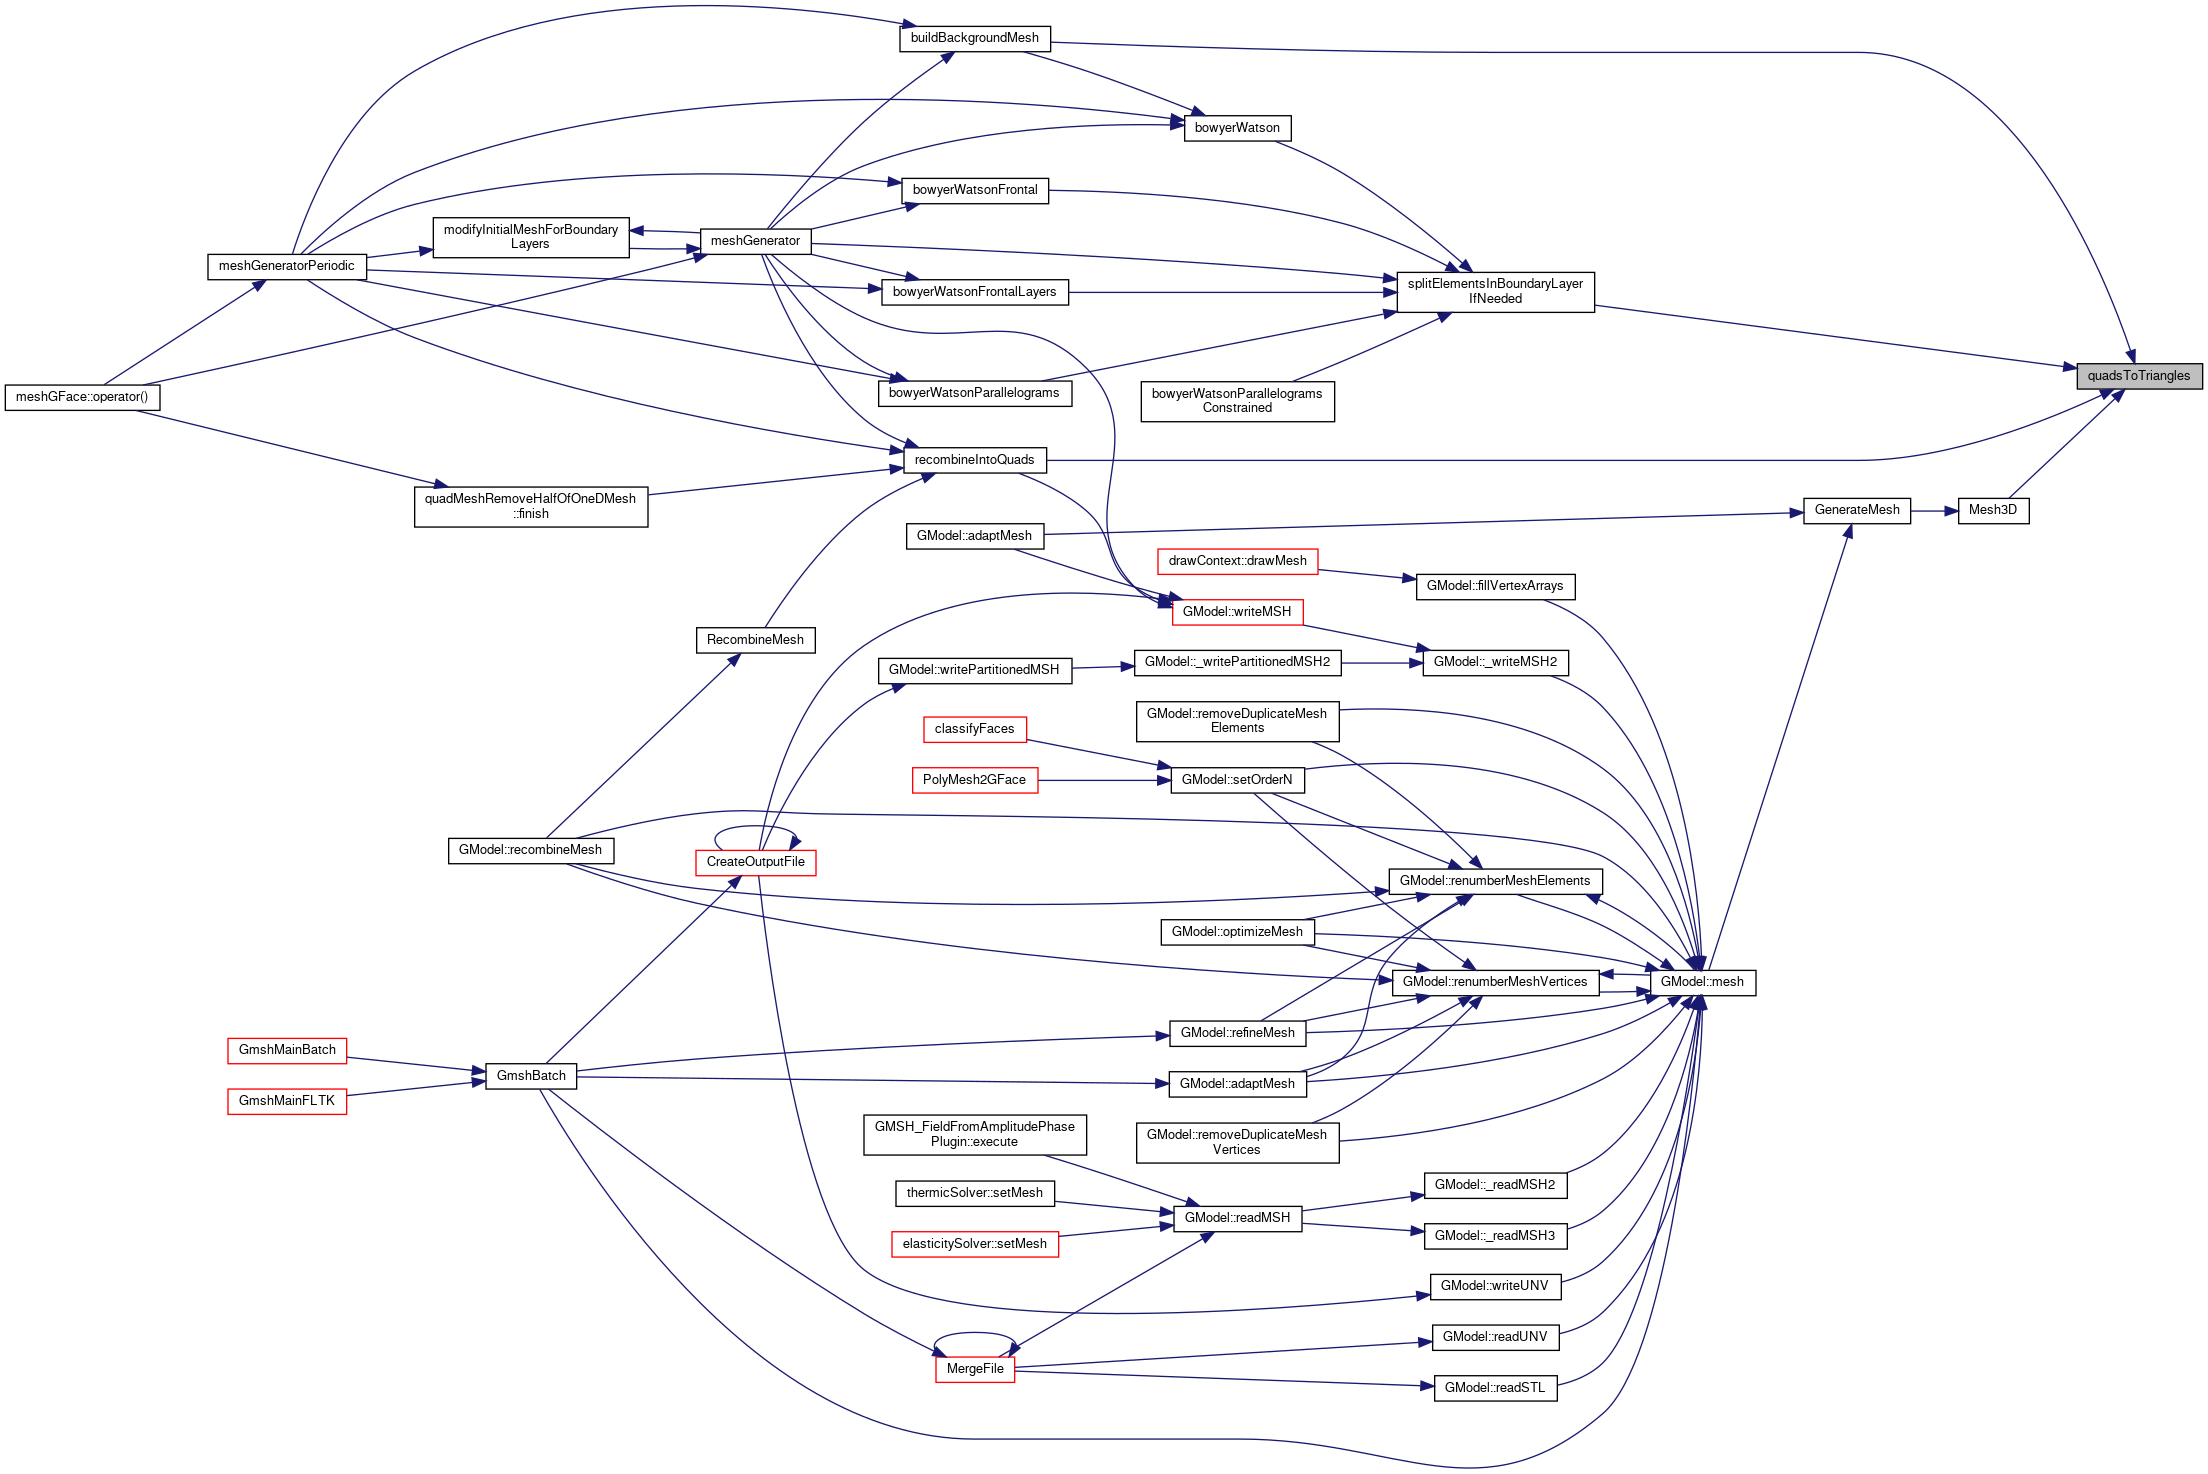 buildBackgroundMesh
bowyerWatson
bowyerWatsonFrontal
modifyInitialMeshForBoundary
Layers
meshGenerator
meshGeneratorPeriodic
bowyerWatsonFrontalLayers
splitElementsInBoundaryLayer
IfNeeded
quadsToTriangles
meshGFace::operator()
bowyerWatsonParallelograms
bowyerWatsonParallelograms
Constrained
recombineIntoQuads
quadMeshRemoveHalfOfOneDMesh
::finish
GModel::adaptMesh
GenerateMesh
Mesh3D
drawContext::drawMesh
GModel::fillVertexArrays
GModel::writeMSH
RecombineMesh
GModel::writePartitionedMSH
GModel::_writePartitionedMSH2
GModel::_writeMSH2
GModel::removeDuplicateMesh
Elements
classifyFaces
PolyMesh2GFace
GModel::setOrderN
GModel::recombineMesh
CreateOutputFile
GModel::renumberMeshElements
GModel::optimizeMesh
GModel::renumberMeshVertices
GModel::mesh
GModel::refineMesh
GmshMainBatch
GmshBatch
GModel::adaptMesh
GmshMainFLTK
GMSH_FieldFromAmplitudePhase
Plugin::execute
GModel::removeDuplicateMesh
Vertices
thermicSolver::setMesh
GModel::_readMSH2
GModel::readMSH
elasticitySolver::setMesh
GModel::_readMSH3
GModel::writeUNV
GModel::readUNV
MergeFile
GModel::readSTL